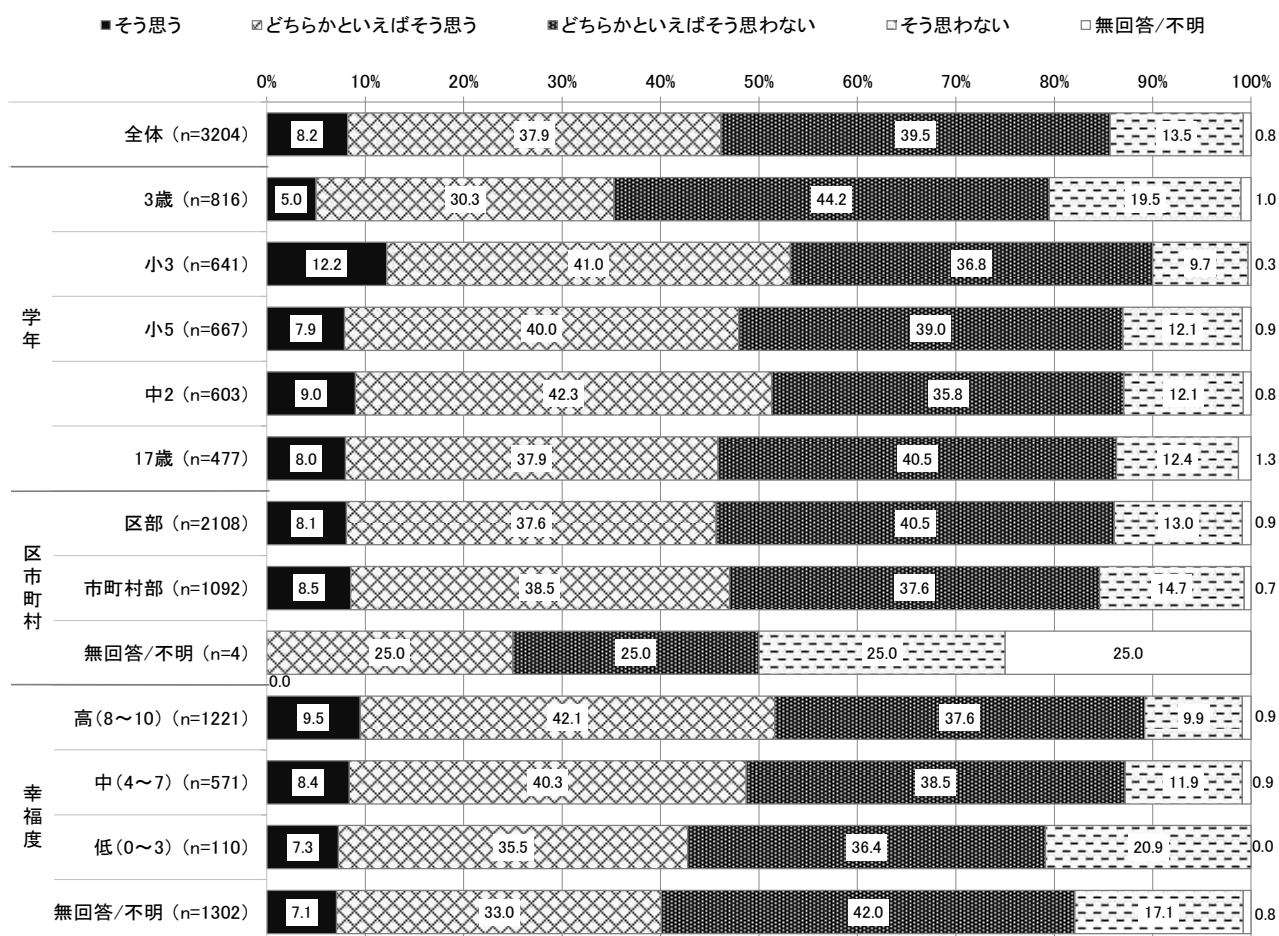 ■そう思う ▨どちらかといえばそう思う ▩どちらかといえばそう思わない □そう思わない □無回答/不明
0% 10% 20% 30% 40% 50% 60% 70% 80% 90% 100%
全体（n=3204） 8.2 37.9 39.5 13.5 0.8
学年
3歳（n=816） 5.0 30.3 44.2 19.5 1.0
小3（n=641） 12.2 41.0 36.8 9.7 0.3
小5（n=667） 7.9 40.0 39.0 12.1 0.9
中2（n=603） 9.0 42.3 35.8 12.1 0.8
17歳（n=477） 8.0 37.9 40.5 12.4 1.3
区市町村
区部（n=2108） 8.1 37.6 40.5 13.0 0.9
市町村部（n=1092） 8.5 38.5 37.6 14.7 0.7
無回答/不明（n=4） 0.0 25.0 25.0 25.0 25.0
幸福度
高（8～10）（n=1221） 9.5 42.1 37.6 9.9 0.9
中（4～7）（n=571） 8.4 40.3 38.5 11.9 0.9
低（0～3）（n=110） 7.3 35.5 36.4 20.9 0.0
無回答/不明（n=1302） 7.1 33.0 42.0 17.1 0.8